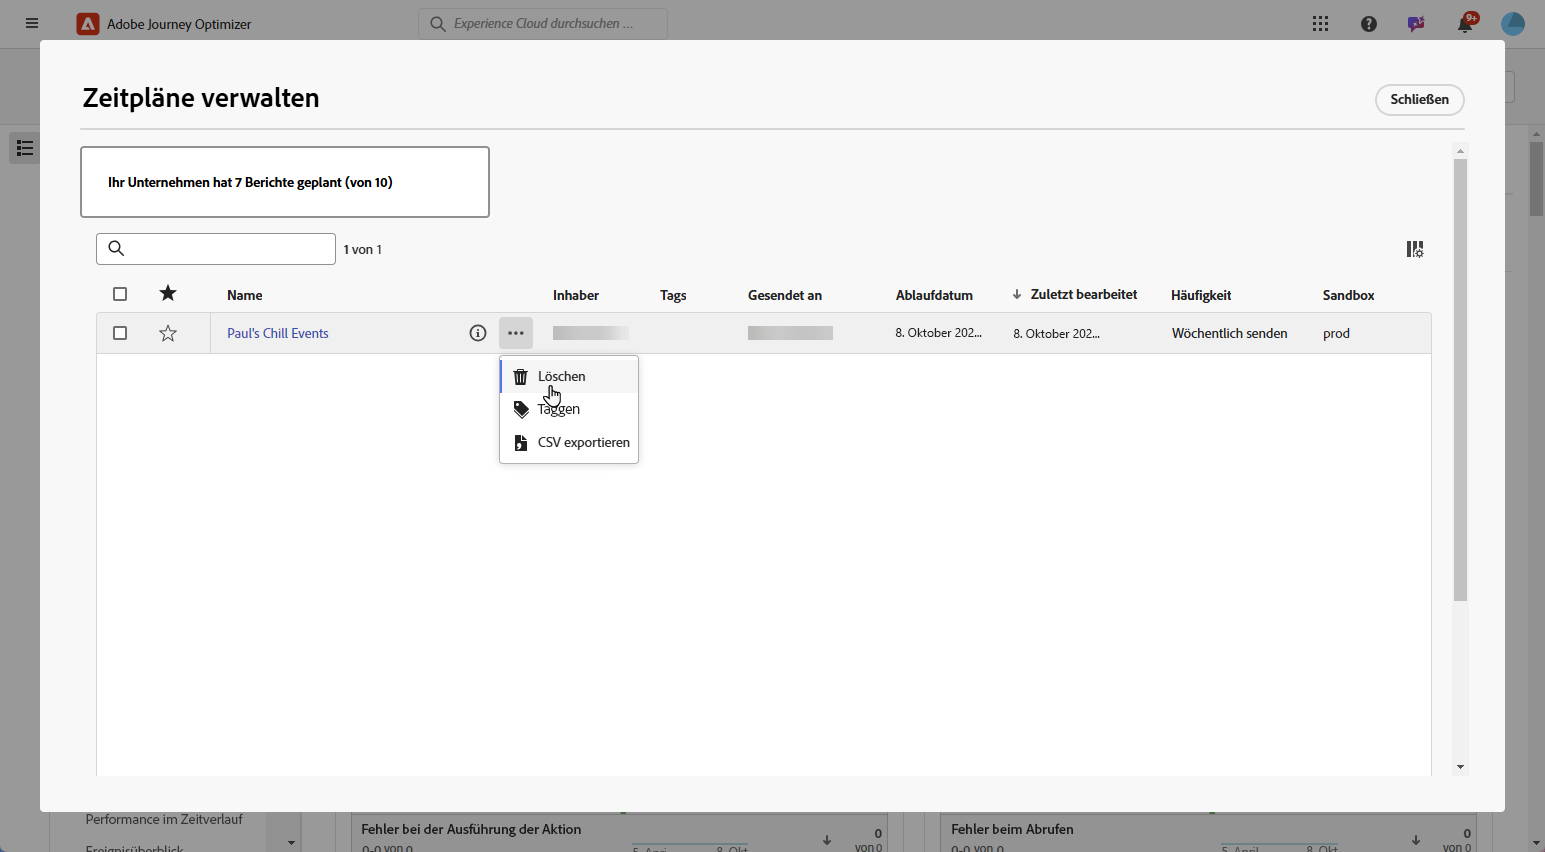 Adobe Journey Optimizer
Experience Cloud durchsuchen ...
9+
Zeitpläne verwalten
Schließen
Ihr Unternehmen hat 7 Berichte geplant (von 10)
1 von 1
Name Inhaber Tags Gesendet an Ablaufdatum Zuletzt bearbeitet Häufigkeit Sandbox
Paul's Chill Events 8. Oktober 202... 8. Oktober 202... Wöchentlich senden prod
Löschen
Taggen
CSV exportieren
Performance im Zeitverlauf
Fehler bei der Ausführung der Aktion 0 Fehler beim Abrufen 0
Ereignisüberblick 0-0 von 0 5. April 8. Okt von 0 0-0 von 0 5. April 8. Okt von 0